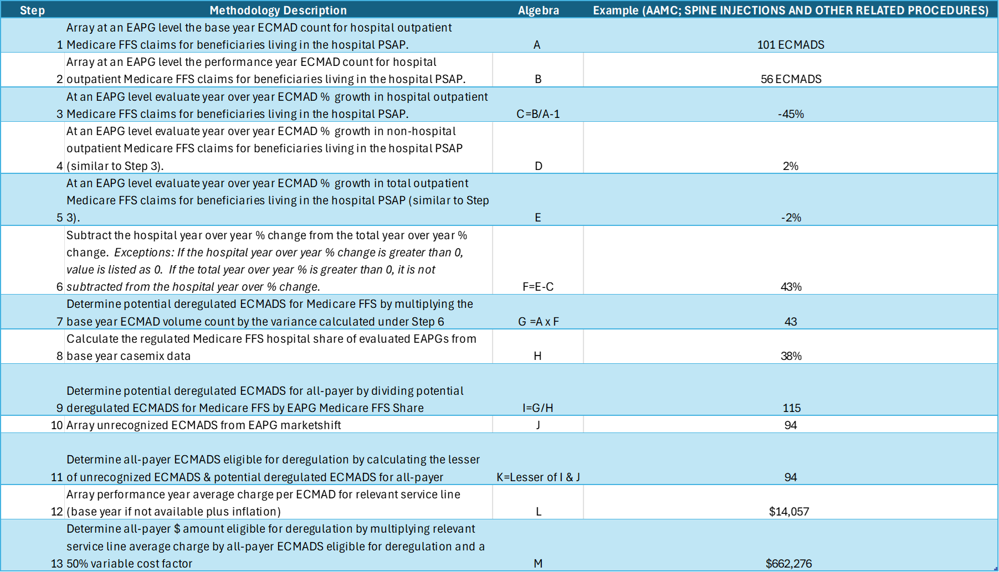 Step Methodology Description Algebra Example (AAMC; SPINE INJECTIONS AND OTHER RELATED PROCEDURES)
Array at an EAPG level the base year ECMAD count for hospital outpatient
1 Medicare FFS claims for beneficiaries living in the hospital PSAP. A 101 ECMADS
Array at an EAPG level the performance year ECMAD count for hospital
2 outpatient Medicare FFS claims for beneficiaries living in the hospital PSAP. B 56 ECMADS
At an EAPG level evaluate year over year ECMAD % growth in hospital outpatient
3 Medicare FFS claims for beneficiaries living in the hospital PSAP. C=B/A-1 -45%
At an EAPG level evaluate year over year ECMAD % growth in non-hospital
outpatient Medicare FFS claims for beneficiaries living in the hospital PSAP
4 (similar to Step 3). D 2%
At an EAPG level evaluate year over year ECMAD % growth in total outpatient
Medicare FFS claims for beneficiaries living in the hospital PSAP (similar to Step
5 3). E -2%
Subtract the hospital year over year % change from the total year over year %
change. Exceptions: If the hospital year over year % change is greater than 0,
value is listed as 0. If the total year over year % is greater than 0, it is not
6 subtracted from the hospital year over % change. F=E-C 43%
Determine potential deregulated ECMADS for Medicare FFS by multiplying the
7 base year ECMAD volume count by the variance calculated under Step 6 G =A x F 43
Calculate the regulated Medicare FFS hospital share of evaluated EAPGs from
8 base year casemix data H 38%
Determine potential deregulated ECMADS for all-payer by dividing potential
9 deregulated ECMADS for Medicare FFS by EAPG Medicare FFS Share I=G/H 115
10 Array unrecognized ECMADS from EAPG marketshift J 94
Determine all-payer ECMADS eligible for deregulation by calculating the lesser
11 of unrecognized ECMADS & potential deregulated ECMADS for all-payer K=Lesser of I & J 94
Array performance year average charge per ECMAD for relevant service line
12 (base year if not available plus inflation) L $14,057
Determine all-payer $ amount eligible for deregulation by multiplying relevant
service line average charge by all-payer ECMADS eligible for deregulation and a
13 50% variable cost factor M $662,276